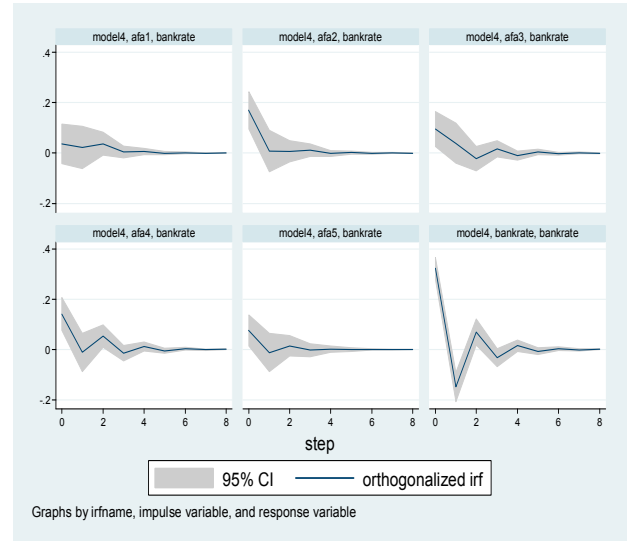 model4, afa1, bankrate
model4, afa2, bankrate
model4, afa3, bankrate
.4
.2
0
-.2
model4, afa4, bankrate
model4, afa5, bankrate
model4, bankrate, bankrate
.4
.2
0
-.2
0 2 4 6 8
0 2 4 6 8
0 2 4 6 8
step
95% CI
orthogonalized irf
Graphs by irfname, impulse variable, and response variable